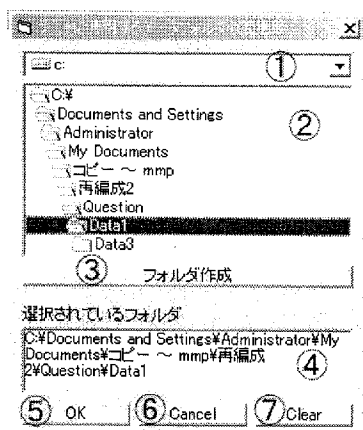 c: ①
C:¥
Documents and Settings ②
Administrator
My Documents
コピー ～ mmp
再編成2
Question
Data1
Data3
③ フォルダ作成
選択されているフォルダ
C:¥Documents and Settings¥Administrator¥My
Documents¥コピー ～ mmp¥再編成
2¥Question¥Data1 ④
⑤ OK ⑥ Cancel ⑦ Clear